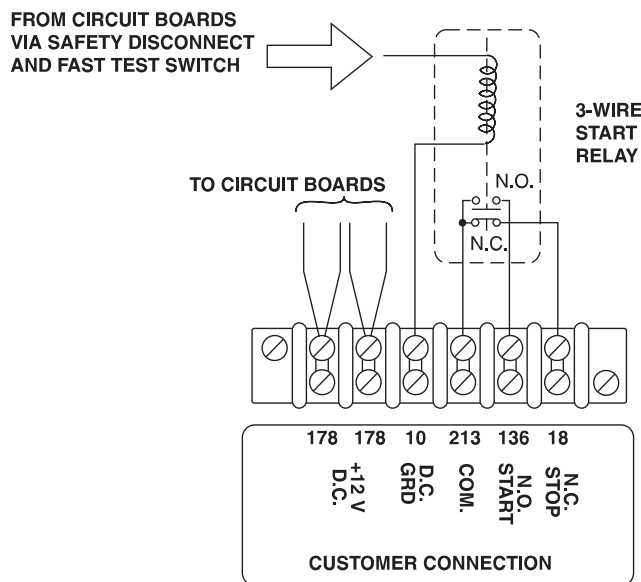 FROM CIRCUIT BOARDS
VIA SAFETY DISCONNECT
AND FAST TEST SWITCH
3-WIRE
START
RELAY
TO CIRCUIT BOARDS
N.O.
N.C.
178 178 10 213 136 18
+12 V
D.C.
D.C.
GRD
COM.
N.O.
START
N.C.
STOP
CUSTOMER CONNECTION